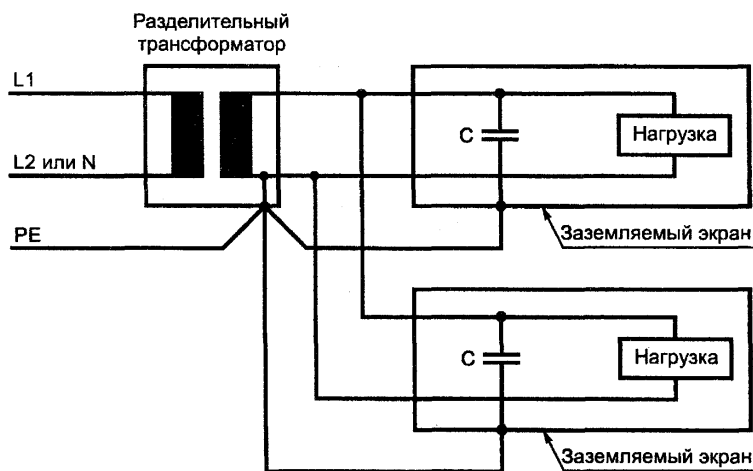 Разделительный
трансформатор
L1
L2 или N
PE
C
Нагрузка
Заземляемый экран
C
Нагрузка
Заземляемый экран